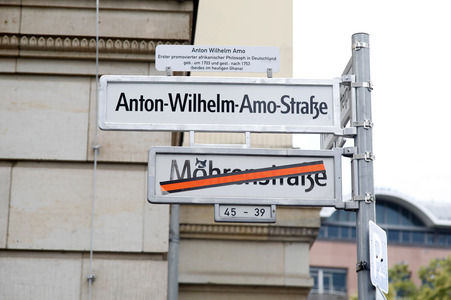 Anton Wilhelm Amo
Erster promovierter afrikanischer Philosoph in Deutschland
geb. um 1703 und gest. nach 1753
(beides im heutigen Ghana)
Anton-Wilhelm-Amo-Straße
Mohrenstraße
45 - 39